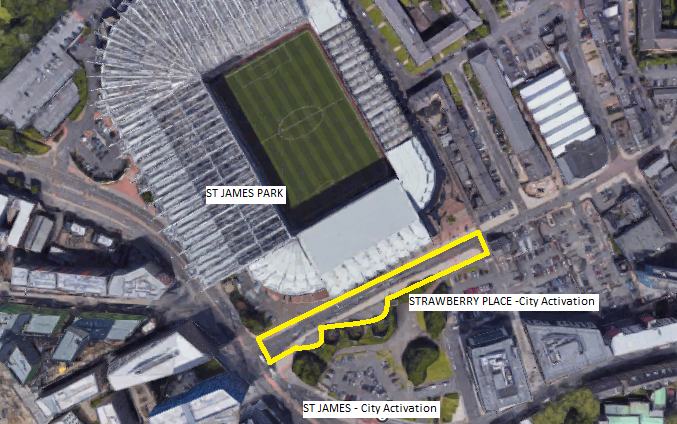 ST JAMES PARK
STRAWBERRY PLACE -City Activation
ST JAMES - City Activation